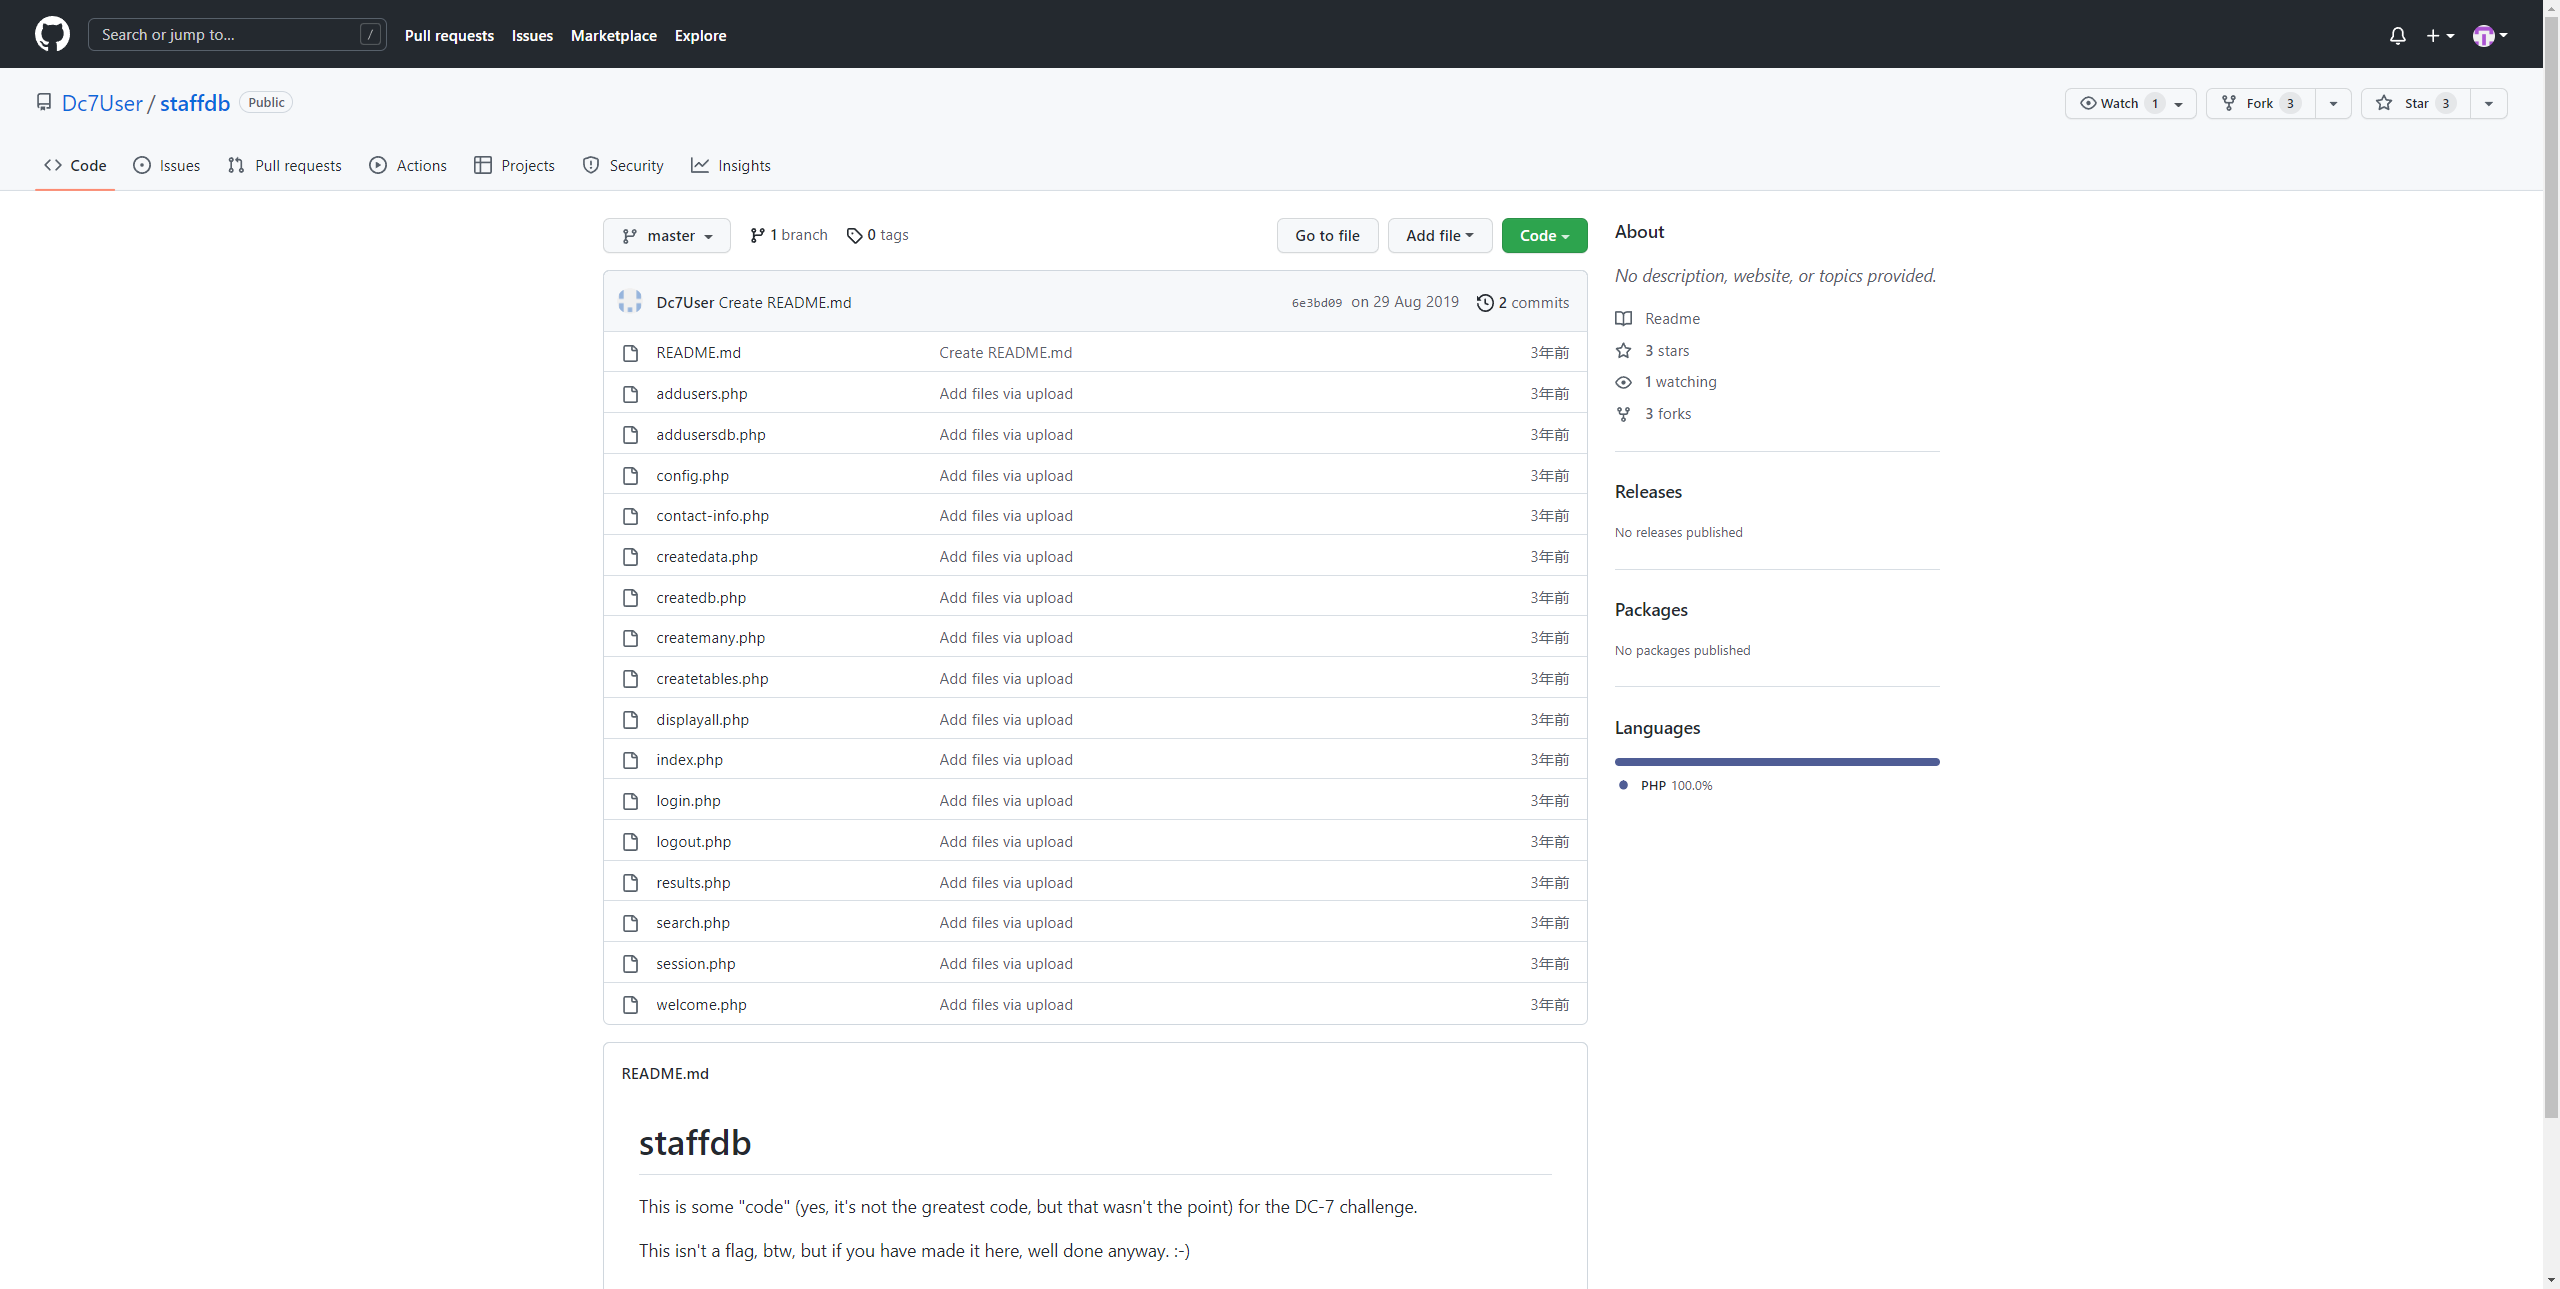 Search or jump to... /
Pull requests Issues Marketplace Explore
Dc7User / staffdb Public
Watch 1 Fork 3 Star 3
Code Issues Pull requests Actions Projects Security Insights
master 1 branch 0 tags Go to file Add file Code
Dc7User Create README.md 6e3bd09 on 29 Aug 2019 2 commits
README.md Create README.md 3年前
addusers.php Add files via upload 3年前
addusersdb.php Add files via upload 3年前
config.php Add files via upload 3年前
contact-info.php Add files via upload 3年前
createdata.php Add files via upload 3年前
createdb.php Add files via upload 3年前
createmany.php Add files via upload 3年前
createtables.php Add files via upload 3年前
displayall.php Add files via upload 3年前
index.php Add files via upload 3年前
login.php Add files via upload 3年前
logout.php Add files via upload 3年前
results.php Add files via upload 3年前
search.php Add files via upload 3年前
session.php Add files via upload 3年前
welcome.php Add files via upload 3年前
README.md
staffdb
This is some "code" (yes, it's not the greatest code, but that wasn't the point) for the DC-7 challenge.
This isn't a flag, btw, but if you have made it here, well done anyway. :-)
About
No description, website, or topics provided.
Readme
3 stars
1 watching
3 forks
Releases
No releases published
Packages
No packages published
Languages
PHP 100.0%